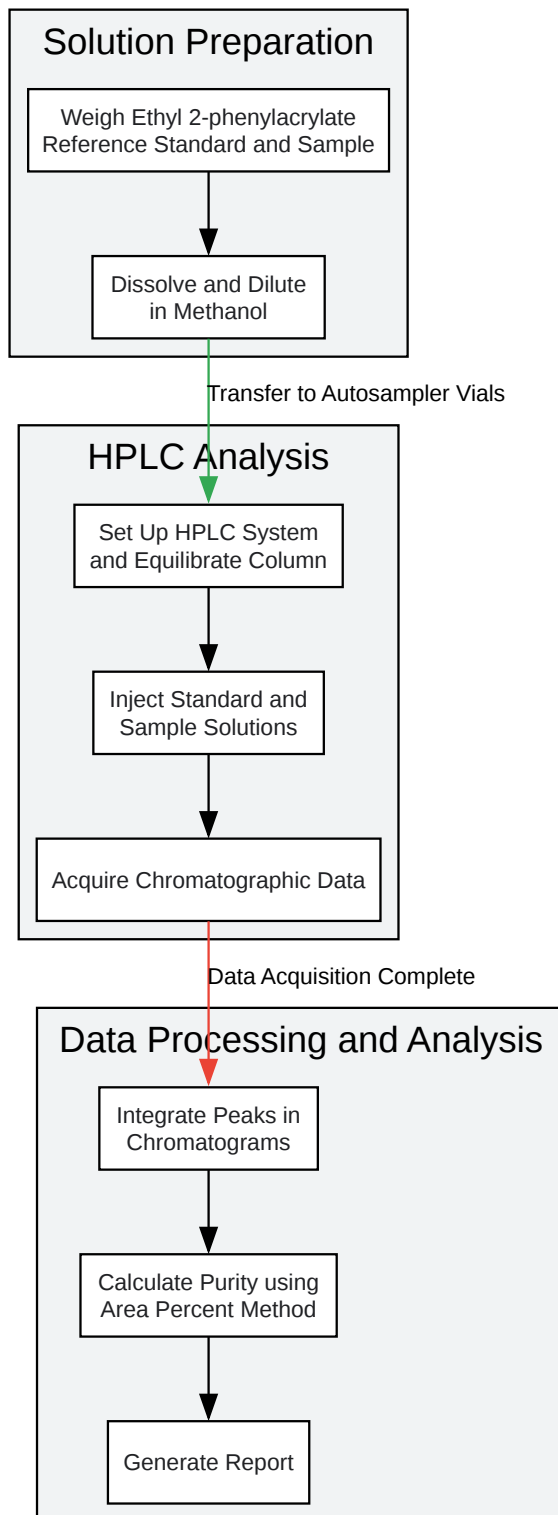 Solution Preparation
Weigh Ethyl 2-phenylacrylate
Reference Standard and Sample
Dissolve and Dilute
in Methanol
Transfer to Autosampler Vials
HPLC Analysis
Set Up HPLC System
and Equilibrate Column
Inject Standard and
Sample Solutions
Acquire Chromatographic Data
Data Acquisition Complete
Data Processing and Analysis
Integrate Peaks in
Chromatograms
Calculate Purity using
Area Percent Method
Generate Report